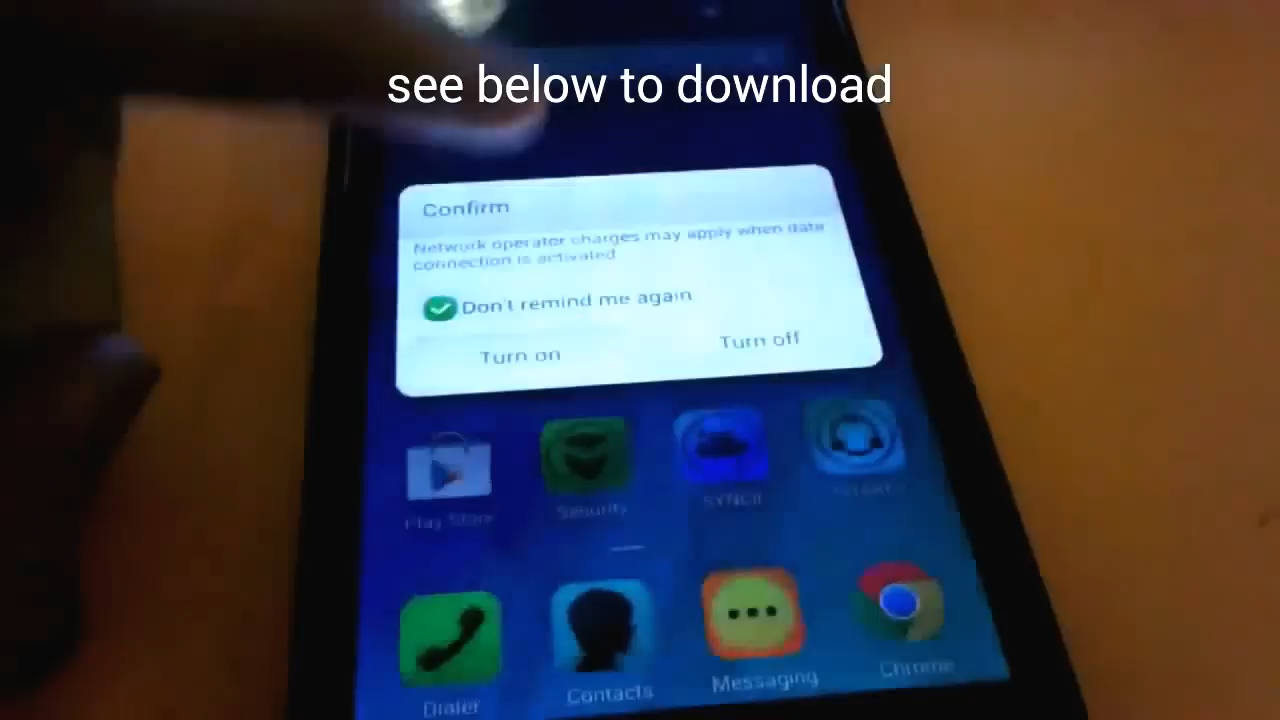 see below to download
Confirm
Network operator charges may apply when data
connection is activated
Don't remind me again
Turn on
Turn off
Play Store
Security
Dialer
Contacts
Messaging
Chrome